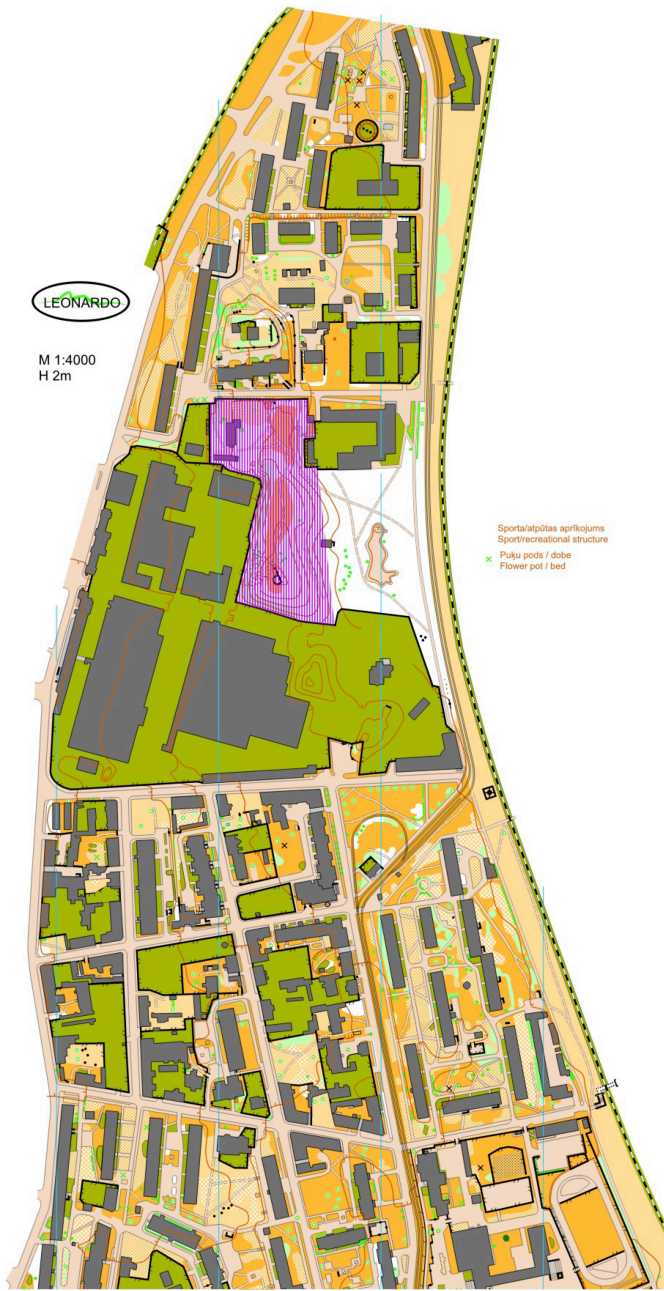 LEONARDO
M 1:4000
H 2m
Sporta/atpūtas aprīkojums
Sport/recreational structure
Puķu pods / dobe
Flower pot / bed